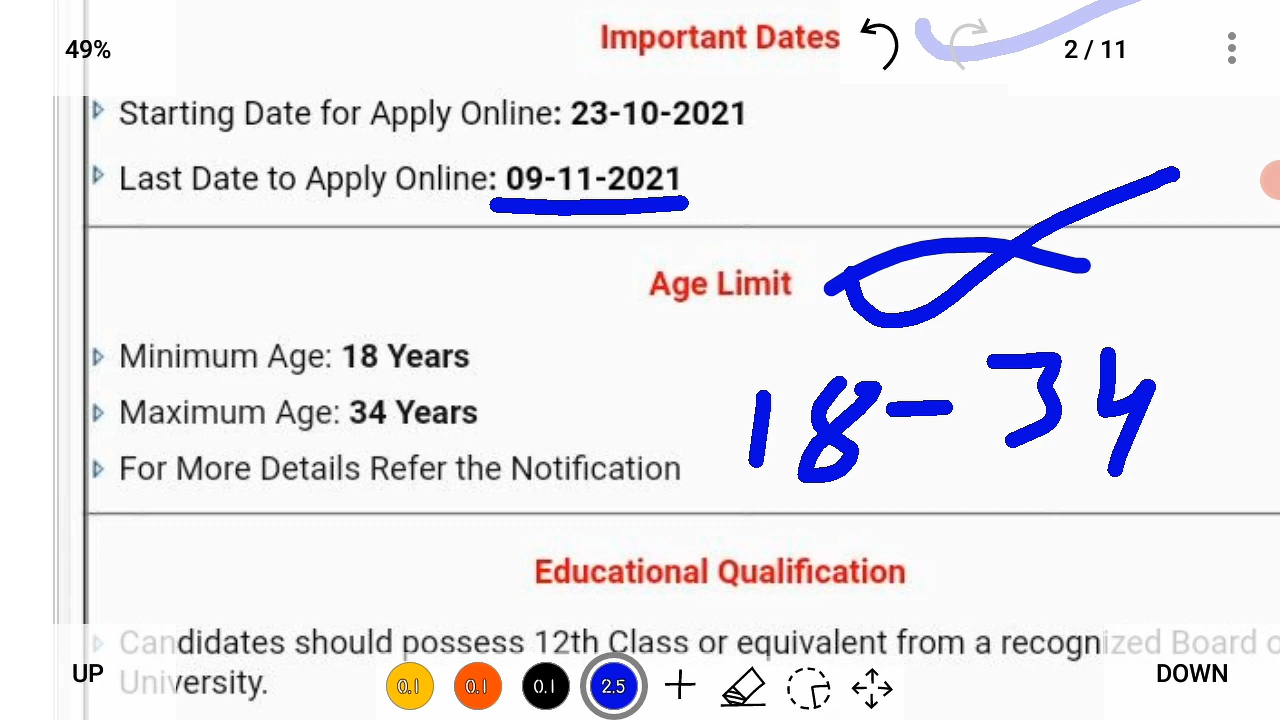 Important Dates
49%
2 / 11
Starting Date for Apply Online: 23-10-2021
Last Date to Apply Online: 09-11-2021
Age Limit
Minimum Age: 18 Years
Maximum Age: 34 Years
18-34
For More Details Refer the Notification
Educational Qualification
Candidates should possess 12th Class or equivalent from a recognized Board o
University.
UP
0.1
0.1
0.1
2.5
DOWN